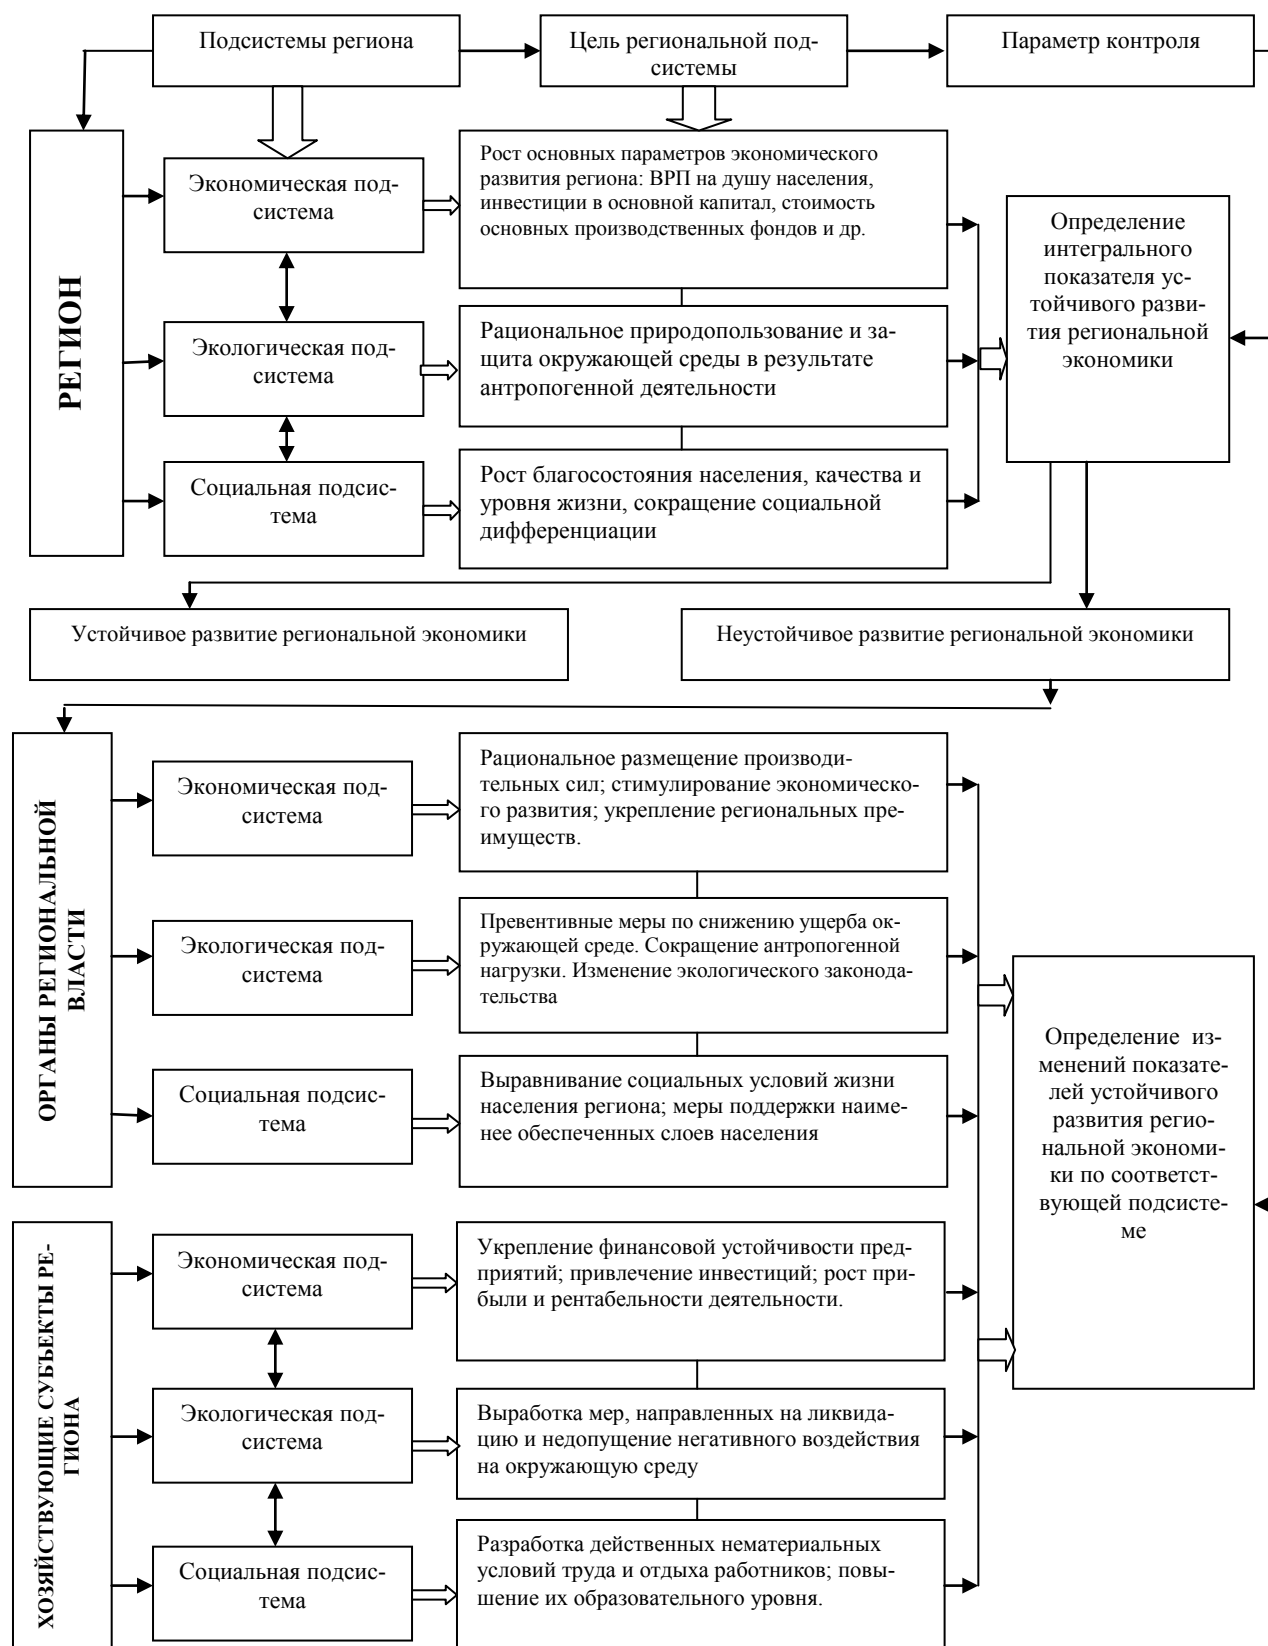 Подсистемы региона
Цель региональной под-
системы
Параметр контроля
РЕГИОН
Экономическая под-
система
Рост основных параметров экономического
развития региона: ВРП на душу населения,
инвестиции в основной капитал, стоимость
основных производственных фондов и др.
Определение
интегрального
показателя ус-
тойчивого разви-
тия региональной
экономики
Экологическая под-
система
Рациональное природопользование и за-
щита окружающей среды в результате
антропогенной деятельности
Социальная подсис-
тема
Рост благосостояния населения, качества и
уровня жизни, сокращение социальной
дифференциации
Устойчивое развитие региональной экономики
Неустойчивое развитие региональной экономики
ОРГАНЫ РЕГИОНАЛЬНОЙ
ВЛАСТИ
Экономическая под-
система
Рациональное размещение производи-
тельных сил; стимулирование экономическо-
го развития; укрепление региональных пре-
имуществ.
Экологическая под-
система
Превентивные меры по снижению ущерба ок-
ружающей среде. Сокращение антропогенной
нагрузки. Изменение экологического законода-
тельства
Социальная подсис-
тема
Выравнивание социальных условий жизни
населения региона; меры поддержки наиме-
нее обеспеченных слоев населения
Определение  из-
менений показате-
лей устойчивого
развития регио-
нальной экономи-
ки по соответст-
вующей подсисте-
ме
ХОЗЯЙСТВУЮЩИЕ СУБЪЕКТЫ РЕ-
ГИОНА
Экономическая под-
система
Укрепление финансовой устойчивости пред-
приятий; привлечение инвестиций; рост при-
были и рентабельности деятельности.
Экологическая под-
система
Выработка мер, направленных на ликвида-
цию и недопущение негативного воздействия
на окружающую среду
Социальная подсис-
тема
Разработка действенных нематериальных
условий труда и отдыха работников; повы-
шение их образовательного уровня.